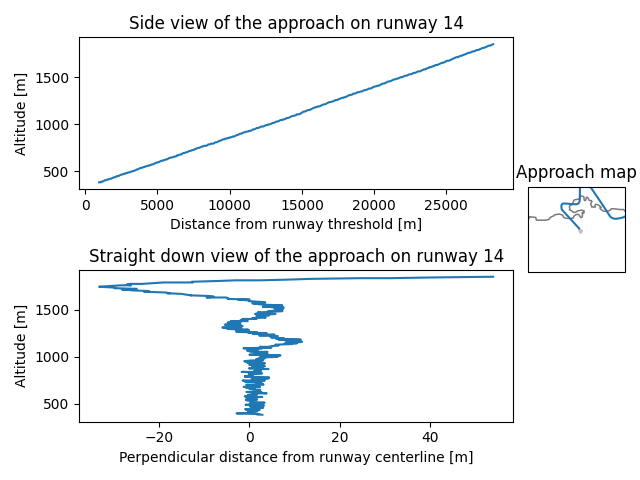 Side view of the approach on runway 14
Altitude [m]
1500
1000
500
0
5000
10000
15000
20000
25000
Distance from runway threshold [m]
Approach map
Straight down view of the approach on runway 14
Altitude [m]
1500
1000
500
−20
0
20
40
Perpendicular distance from runway centerline [m]